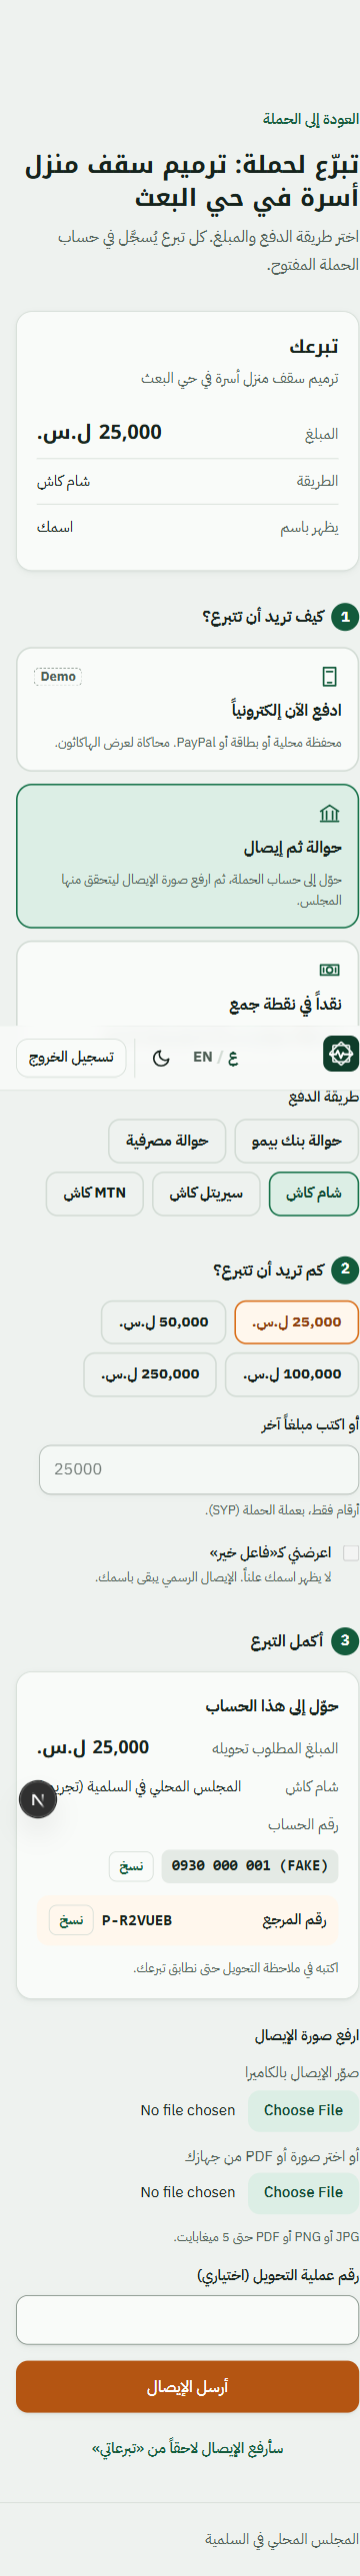 العودة إلى الحملة
تبرّع لحملة: ترميم سقف منزل
أسرة في حي البعث
اختر طريقة الدفع والمبلغ. كل تبرع يُسجَّل في حساب
الحملة المفتوح.
تبرعك
ترميم سقف منزل أسرة في حي البعث
المبلغ 25,000 ل.س.
الطريقة شام كاش
يظهر باسم اسمك
1 كيف تريد أن تتبرع؟
Demo
ادفع الآن إلكترونياً
محفظة محلية أو بطاقة أو PayPal. محاكاة لعرض الهاكاثون.
حوالة ثم إيصال
حوّل إلى حساب الحملة، ثم ارفع صورة الإيصال ليتحقق منها
المجلس.
نقداً في نقطة جمع
ع / EN تسجيل الخروج
طريقة الدفع
حوالة بنك بيمو حوالة مصرفية
شام كاش سيريتل كاش MTN كاش
2 كم تريد أن تتبرع؟
25,000 ل.س. 50,000 ل.س.
100,000 ل.س. 250,000 ل.س.
أو اكتب مبلغاً آخر
25000
أرقام فقط، بعملة الحملة (SYP).
اعرضني كـ«فاعل خير»
لا يظهر اسمك علناً. الإيصال الرسمي يبقى باسمك.
3 أكمل التبرع
حوّل إلى هذا الحساب
المبلغ المطلوب تحويله 25,000 ل.س.
شام كاش المجلس المحلي في السلمية
رقم الحساب
0930 000 001 (FAKE) نسخ
رقم المرجع P-R2VUEB نسخ
اكتبه في ملاحظة التحويل حتى نطابق تبرعك.
ارفع صورة الإيصال
صوّر الإيصال بالكاميرا
Choose File No file chosen
أو اختر صورة أو PDF من جهازك
Choose File No file chosen
JPG أو PNG أو PDF حتى 5 ميغابايت.
رقم عملية التحويل (اختياري)
أرسل الإيصال
سأرفع الإيصال لاحقاً من «تبرعاتي»
المجلس المحلي في السلمية